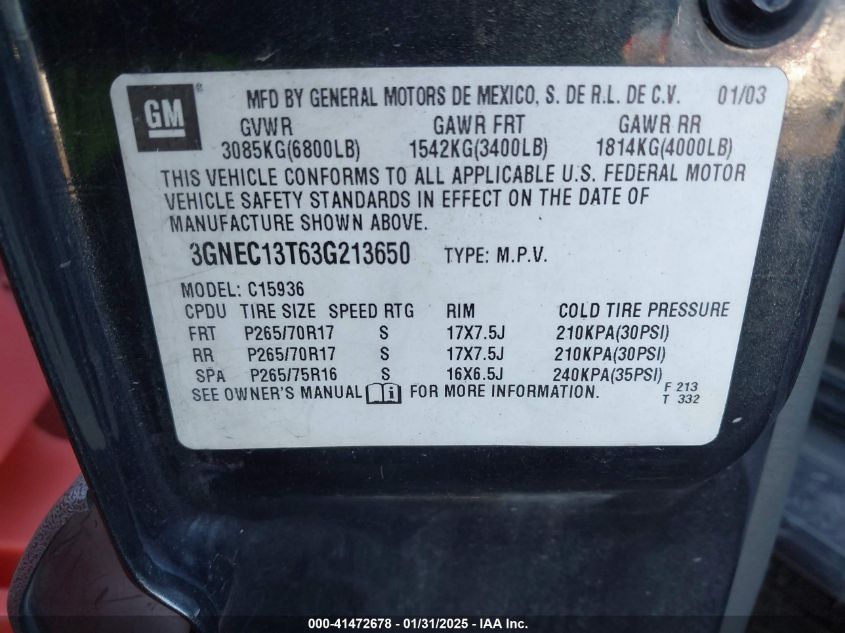 GM ® MFD BY GENERAL MOTORS DE MEXICO, S. DE R.L. DE C.V. 01/03
GVWR GAWR FRT GAWR RR
3085KG(6800LB) 1542KG(3400LB) 1814KG(4000LB)
THIS VEHICLE CONFORMS TO ALL APPLICABLE U.S. FEDERAL MOTOR
VEHICLE SAFETY STANDARDS IN EFFECT ON THE DATE OF
MANUFACTURE SHOWN ABOVE.
3GNEC13T63G213650 TYPE: M.P.V.
MODEL: C15936
CPDU TIRE SIZE SPEED RTG RIM COLD TIRE PRESSURE
FRT P265/70R17 S 17X7.5J 210KPA(30PSI)
RR P265/70R17 S 17X7.5J 210KPA(30PSI)
SPA P265/75R16 S 16X6.5J 240KPA(35PSI)
SEE OWNER'S MANUAL i FOR MORE INFORMATION.
F 213
T 332
000-41472678 - 01/31/2025 - IAA Inc.